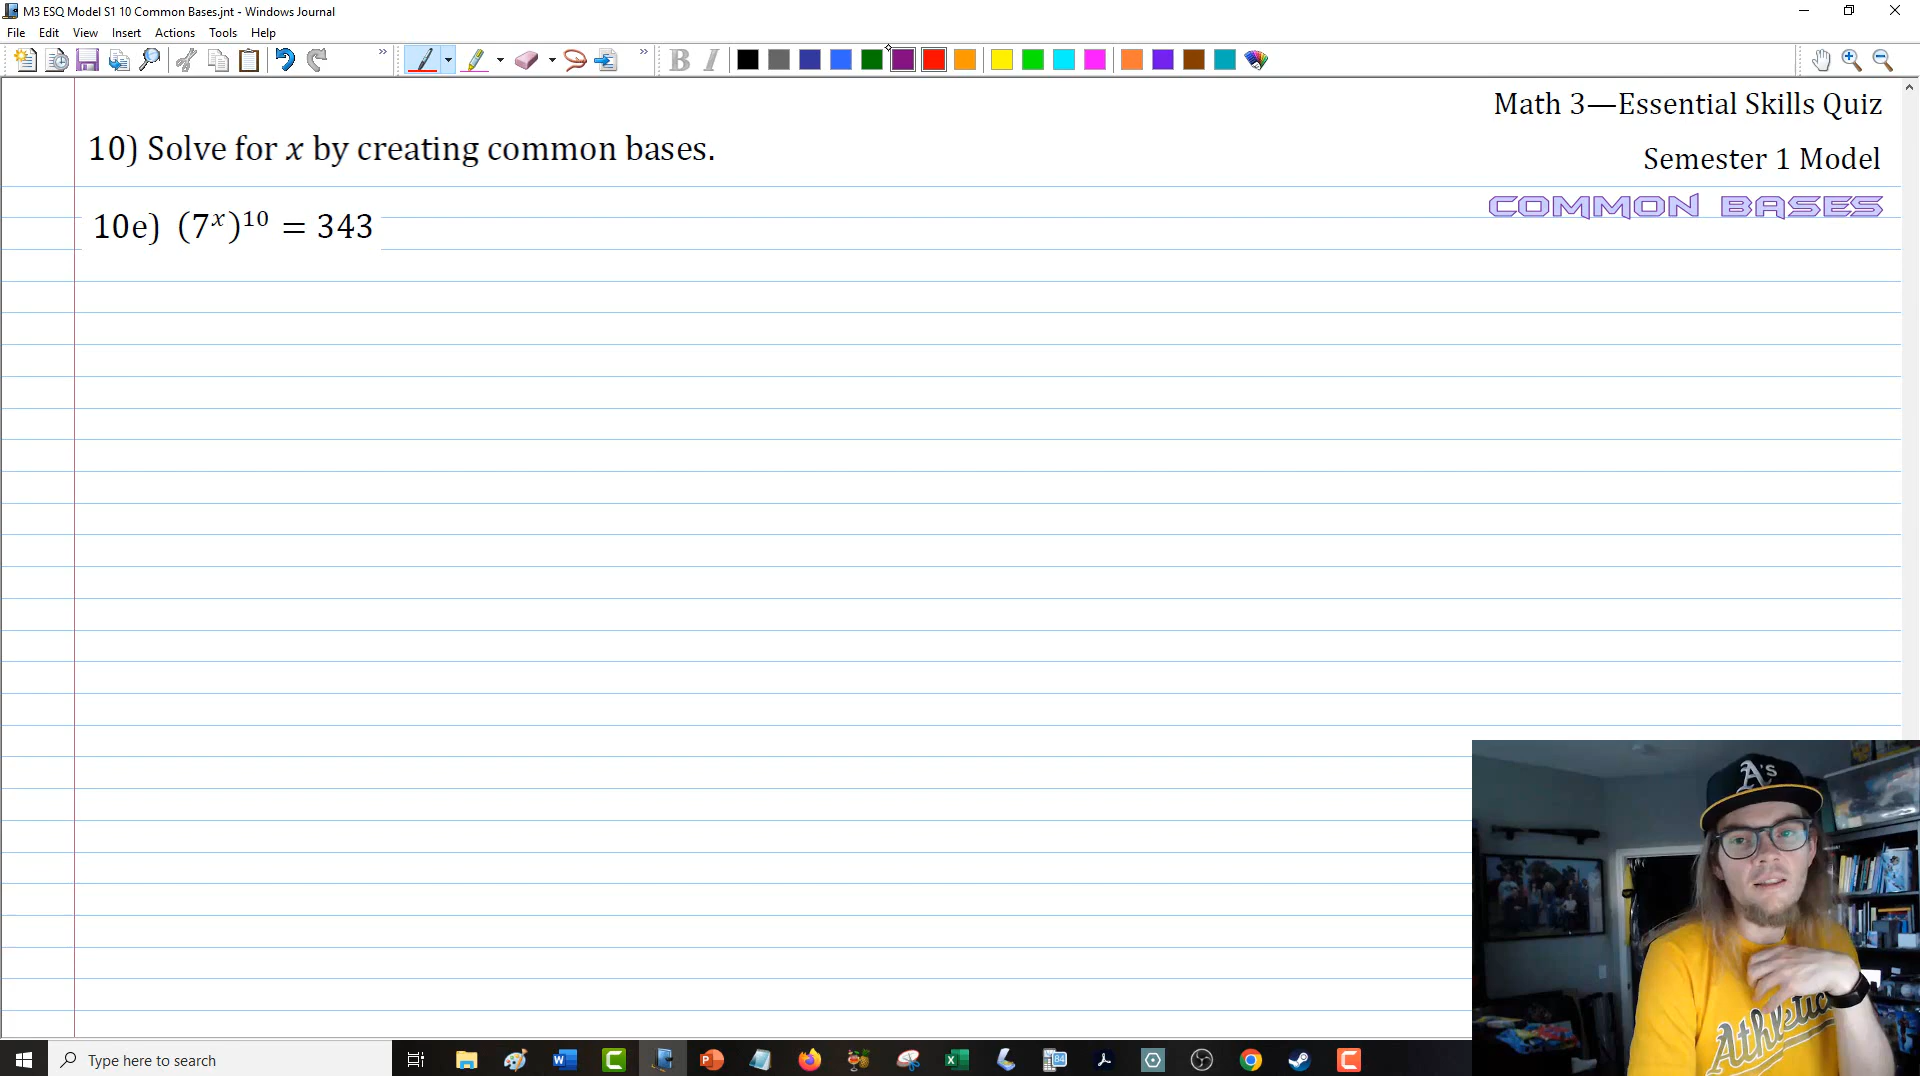 M3 ESQ Model S1 10 Common Bases.jnt - Windows Journal
File Edit View Insert Actions Tools Help
B I
Math 3—Essential Skills Quiz
10) Solve for x by creating common bases.
Semester 1 Model
COMMON BASES
10e) (7ˣ)¹⁰ = 343
A's
Athletic
Type here to search